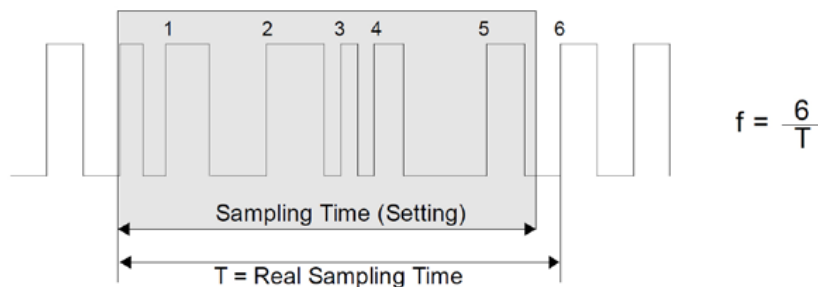 1 2 3 4 5 6
f = 6
T
Sampling Time (Setting)
T = Real Sampling Time